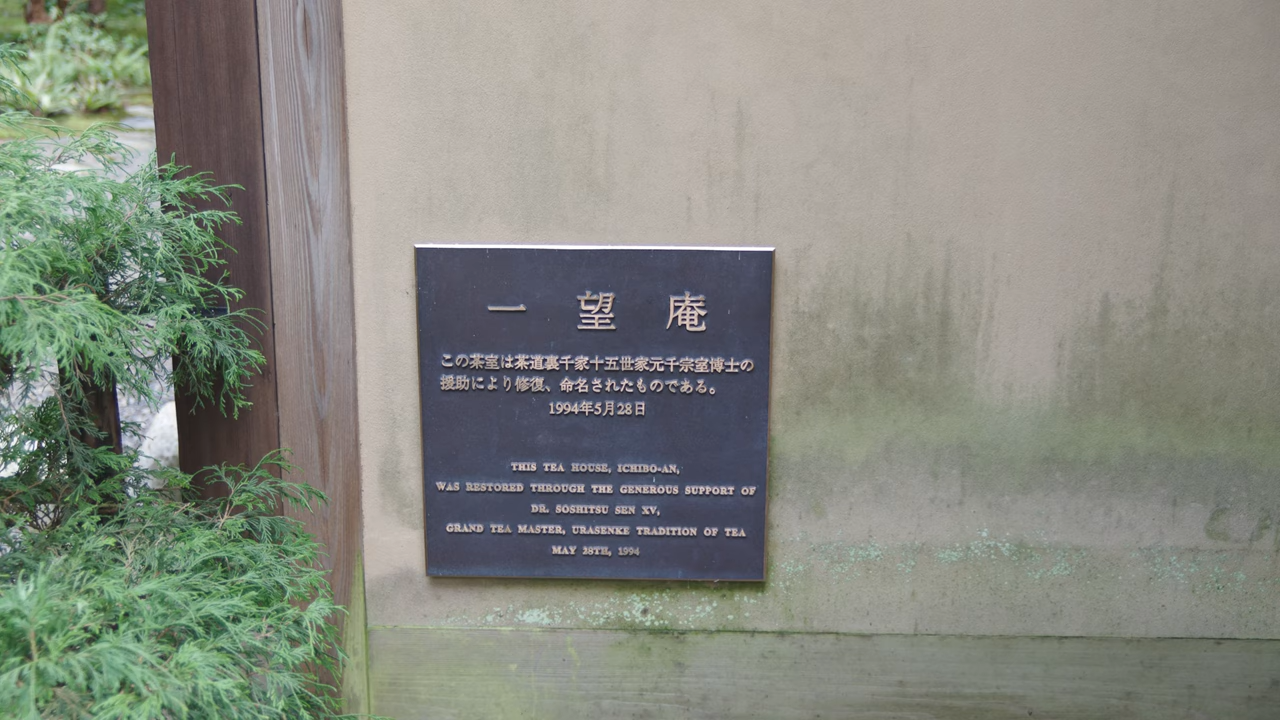 一望庵
この茶室は茶道裏千家十五世家元千宗室博士の
援助により修復、命名されたものである。
1994年5月28日
THIS TEA HOUSE, ICHIBO-AN,
WAS RESTORED THROUGH THE GENEROUS SUPPORT OF
DR. SOSHITSU SEN XV,
GRAND TEA MASTER, URASENKE TRADITION OF TEA
MAY 28TH, 1994